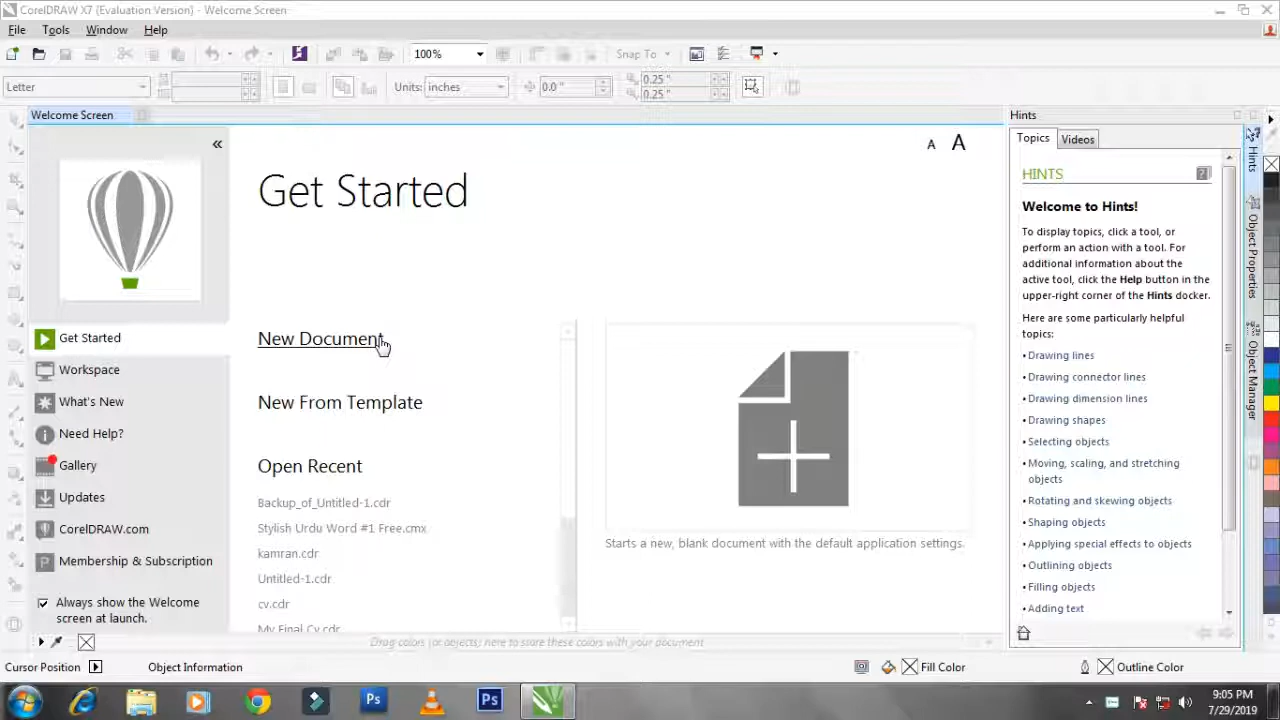 CorelDRAW X7 (Evaluation Version) - Welcome Screen
File Tools Window Help
100% Snap To
Letter Units: inches 0.0 " 0.25 "
0.25 "
Welcome Screen
Get Started
A A
Get Started
Workspace
What's New
Need Help?
Gallery
Updates
CorelDRAW.com
Membership & Subscription
Always show the Welcome
screen at launch.
New Document
New From Template
Open Recent
Backup_of_Untitled-1.cdr
Stylish Urdu Word #1 Free.cmx
kamran.cdr
Untitled-1.cdr
cv.cdr
My Final Cv.cdr
Starts a new, blank document with the default application settings.
Hints
Topics Videos
HINTS
Welcome to Hints!
To display topics, click a tool, or
perform an action with a tool. For
additional information about the
active tool, click the Help button in the
upper-right corner of the Hints docker.
Here are some particularly helpful
topics:
• Drawing lines
• Drawing connector lines
• Drawing dimension lines
• Drawing shapes
• Selecting objects
• Moving, scaling, and stretching
objects
• Rotating and skewing objects
• Shaping objects
• Applying special effects to objects
• Outlining objects
• Filling objects
• Adding text
Hints
Object Properties
Object Manager
Drag colors (or objects) here to store these colors with your document
Cursor Position Object Information Fill Color Outline Color
Ps Ps
9:05 PM
7/29/2019